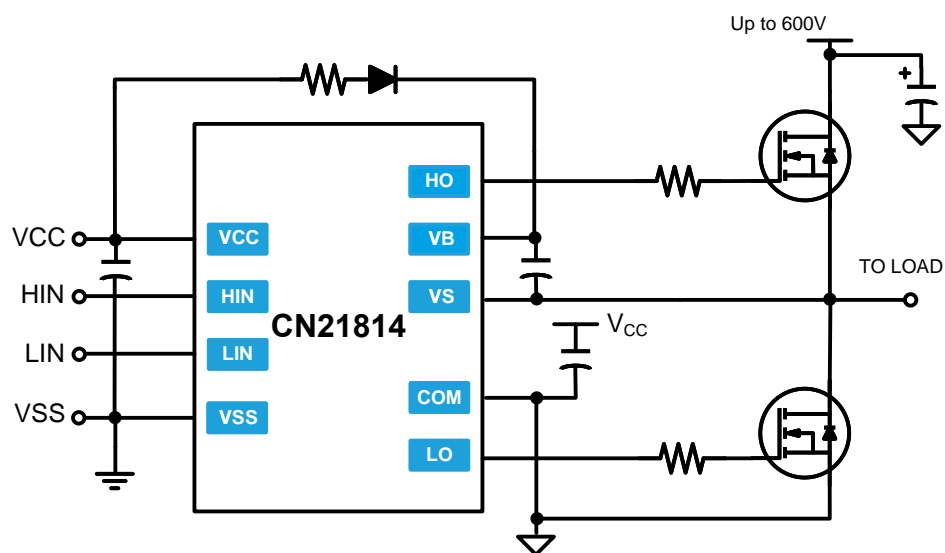 Up to 600V
+
HO
VCC
VCC
VB
TO LOAD
HIN
HIN
VS
CN21814
VCC
LIN
LIN
COM
VSS
VSS
LO